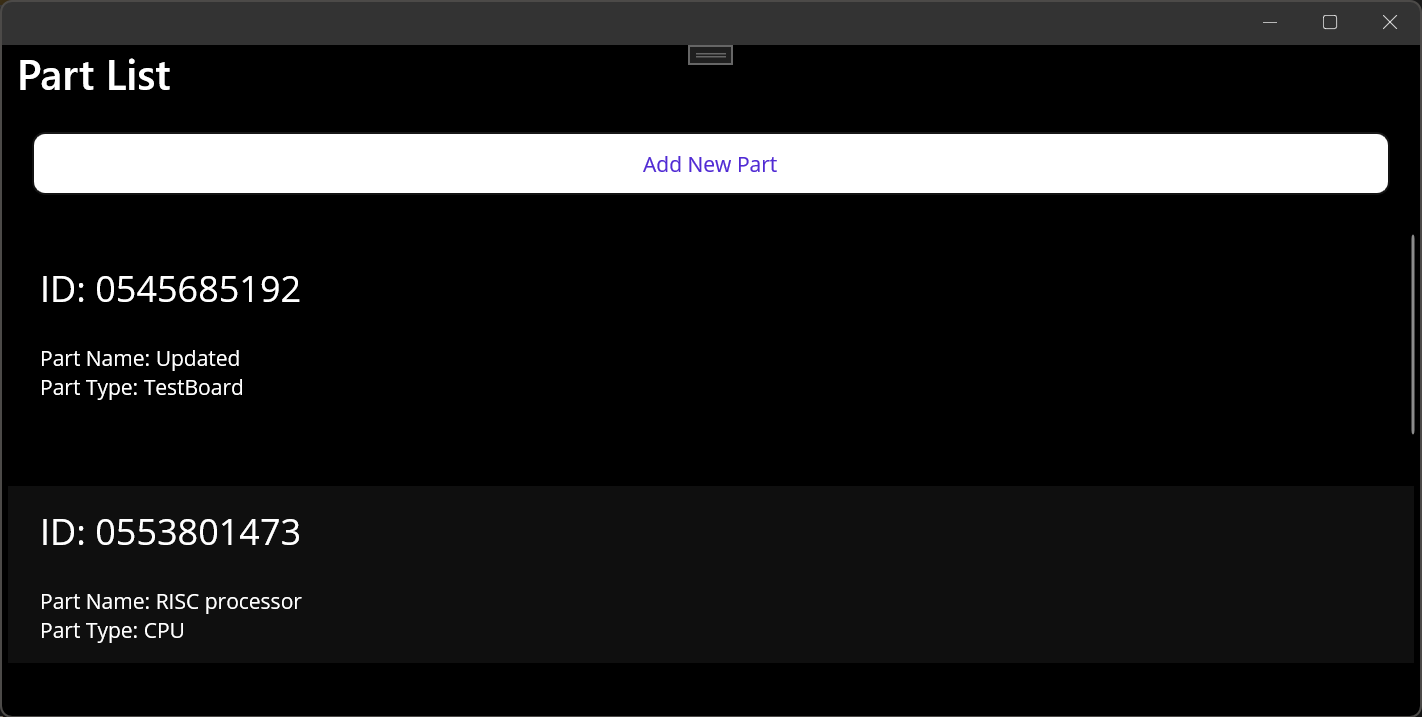 Part List
Add New Part
ID: 0545685192
Part Name: Updated
Part Type: TestBoard
ID: 0553801473
Part Name: RISC processor
Part Type: CPU